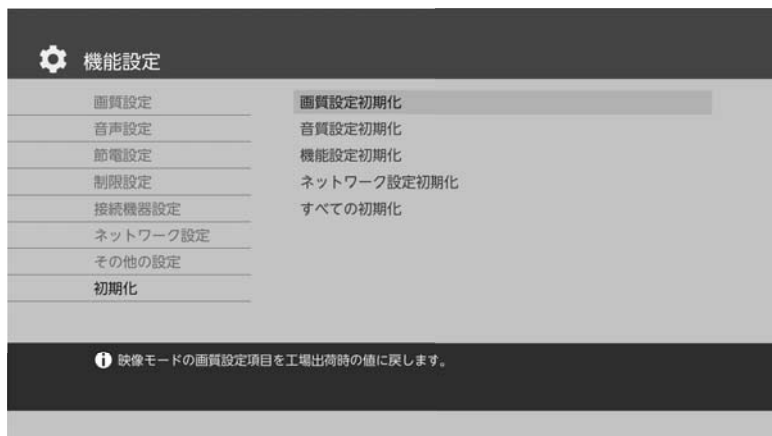 機能設定
画質設定
音声設定
節電設定
制限設定
接続機器設定
ネットワーク設定
その他の設定
初期化
画質設定初期化
音質設定初期化
機能設定初期化
ネットワーク設定初期化
すべての初期化
映像モードの画質設定項目を工場出荷時の値に戻します。